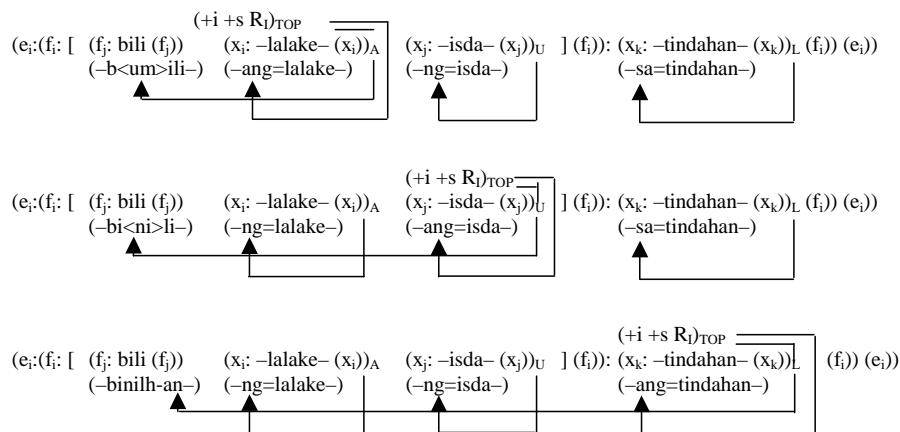 (+i +s R_I)_TOP
(e_i:(f_i: [ (f_j: bili (f_j)) (x_i: –lalake– (x_i))_A (x_j: –isda– (x_j))_U ] (f_i)): (x_k: –tindahan– (x_k))_L (f_i)) (e_i))
(–b<um>ili–) (–ang=lalake–) (–ng=isda–) (–sa=tindahan–)
(+i +s R_I)_TOP
(e_i:(f_i: [ (f_j: bili (f_j)) (x_i: –lalake– (x_i))_A (x_j: –isda– (x_j))_U ] (f_i)): (x_k: –tindahan– (x_k))_L (f_i)) (e_i))
(–bi<ni>li–) (–ng=lalake–) (–ang=isda–) (–sa=tindahan–)
(+i +s R_I)_TOP
(e_i:(f_i: [ (f_j: bili (f_j)) (x_i: –lalake– (x_i))_A (x_j: –isda– (x_j))_U ] (f_i)): (x_k: –tindahan– (x_k))_L (f_i)) (e_i))
(–binilh-an–) (–ng=lalake–) (–ng=isda–) (–ang=tindahan–)